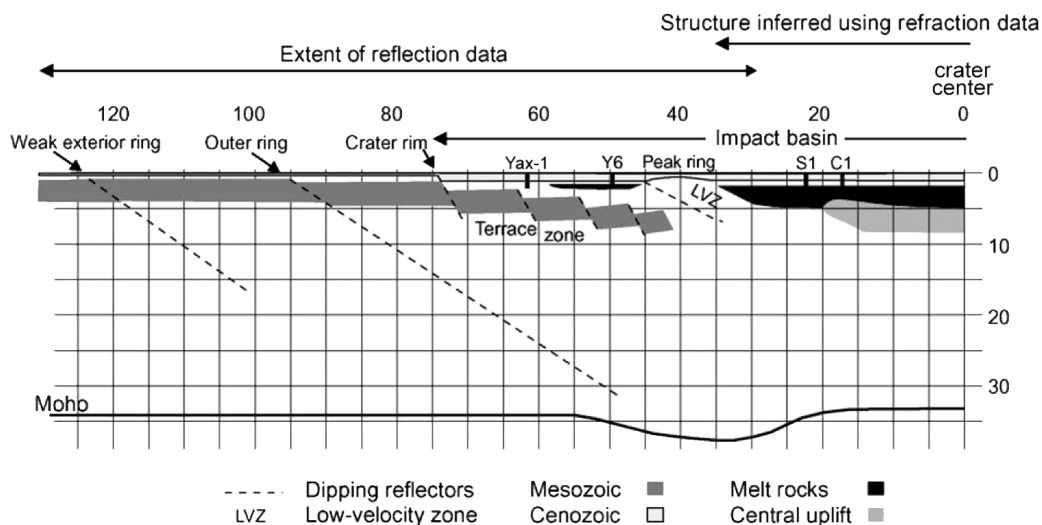 Structure inferred using refraction data
Extent of reflection data
crater
center
120 100 80 60 40 20 0
Weak exterior ring Outer ring Crater rim Impact basin
Yax-1 Y6 Peak ring S1 C1
0
LVZ
Terrace zone
10
20
30
Moho
Dipping reflectors Mesozoic Melt rocks
LVZ Low-velocity zone Cenozoic Central uplift